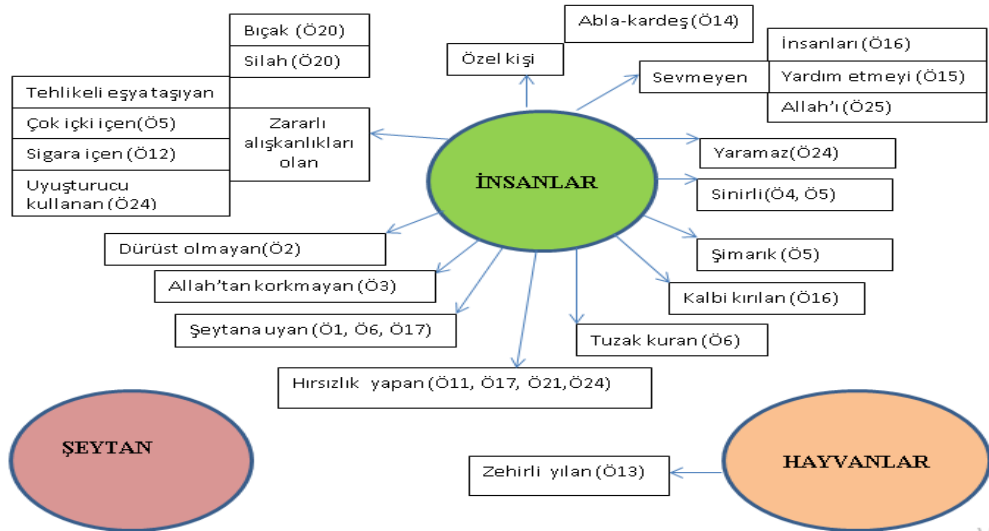 Abla-kardeş (Ö14)
Özel kişi
Bıçak (Ö20)
Silah (Ö20)
İnsanları (Ö16)
Sevmeyen
Yardım etmeyi (Ö15)
Allah’ı (Ö25)
Tehlikeli eşya taşıyan
Çok içki içen(Ö5)
Sigara içen (Ö12)
Uyuşturucu
kullanan (Ö24)
Zararlı
alışkanlıkları
olan
İNSANLAR
Yaramaz(Ö24)
Sinirli(Ö4, Ö5)
Şimarık (Ö5)
Kalbi kırılan (Ö16)
Tuzak kuran (Ö6)
Dürüst olmayan(Ö2)
Allah’tan korkmayan (Ö3)
Şeytana uyan (Ö1, Ö6, Ö17)
Hırsızlık yapan (Ö11, Ö17, Ö21,Ö24)
ŞEYTAN
Zehirli yılan (Ö13)
HAYVANLAR